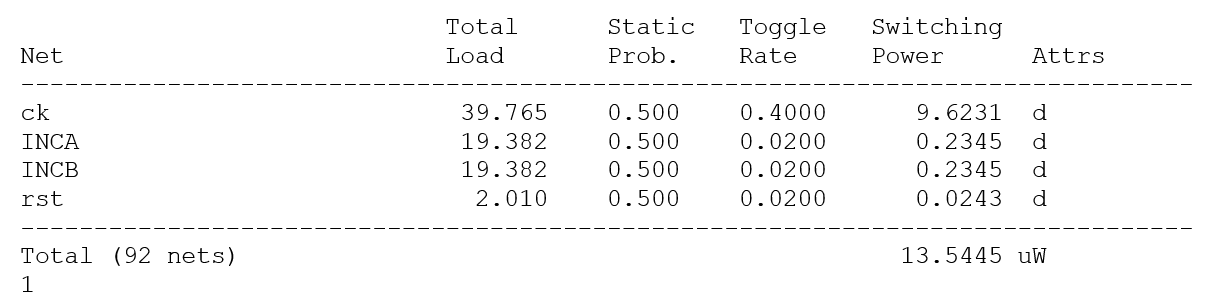 Total      Static   Toggle   Switching
Net                          Load       Prob.    Rate     Power      Attrs
--------------------------------------------------------------------------------
ck                            39.765    0.500    0.4000      9.6231  d
INCA                          19.382    0.500    0.0200      0.2345  d
INCB                          19.382    0.500    0.0200      0.2345  d
rst                            2.010    0.500    0.0200      0.0243  d
--------------------------------------------------------------------------------
Total (92 nets)                                             13.5445 uW
1